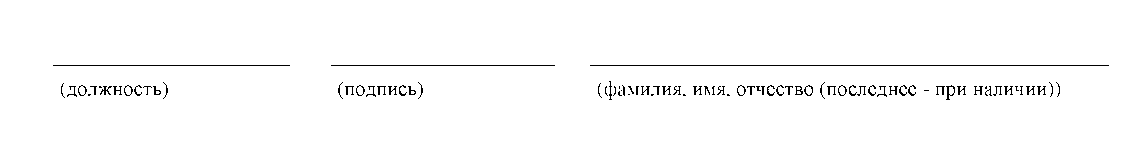 (должность) (подпись) (фамилия, имя, отчество (последнее - при наличии))